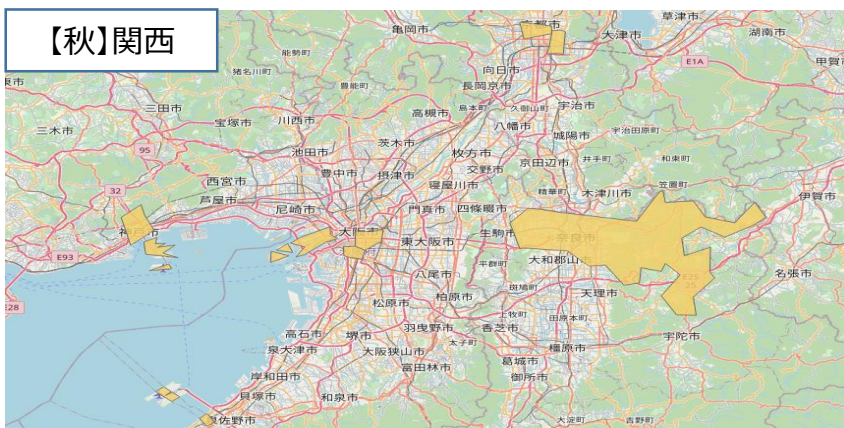 【秋】関西
亀岡市
京都市
大津市
草津市
湖南市
能勢町
向日市
E1A
甲賀市
猪名川町
豊能町
長岡京市
三田市
川西市
高槻市
島本町
久御山町
宇治市
宝塚市
茨木市
八幡市
城陽市
宇治田原町
三木市
95
池田市
豊中市
摂津市
枚方市
京田辺市
井手町
和束町
交野市
32
西宮市
寝屋川市
精華町
木津川市
笠置町
伊賀市
芦屋市
尼崎市
門真市
四條畷市
神戸市
大阪市
東大阪市
生駒市
奈良市
E93
八尾市
平群町
大和郡山市
名張市
E25
25
斑鳩町
天理市
E28
松原市
柏原市
上牧町
田原本町
高石市
堺市
羽曳野市
香芝市
宇陀市
泉大津市
大阪狭山市
太子町
橿原市
岸和田市
富田林市
葛城市
貝塚市
和泉市
御所市
泉佐野市
大淀町
吉野町